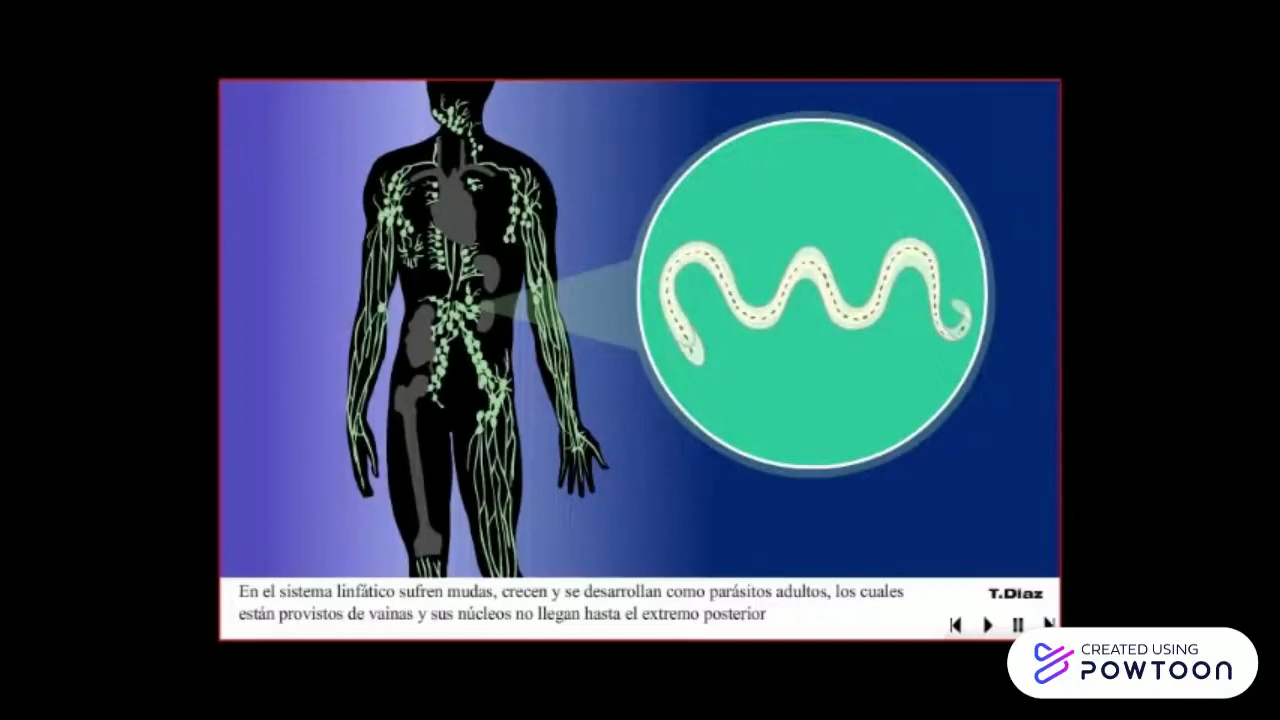 En el sistema linfático sufren mudas, crecen y se desarrollan como parásitos adultos, los cuales
están provistos de vainas y sus núcleos no llegan hasta el extremo posterior
T.Diaz
CREATED USING
POWTOON